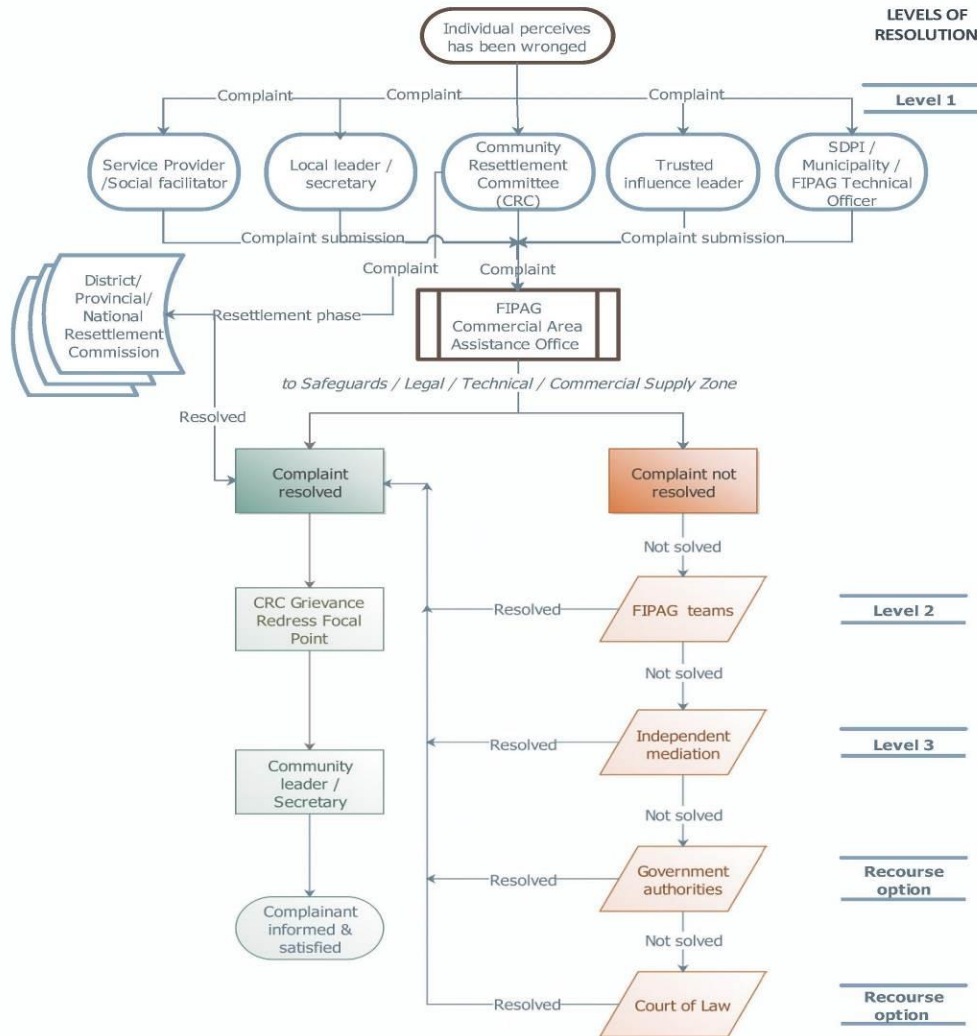 Individual perceives
has been wronged
LEVELS OF
RESOLUTION
Complaint
Complaint
Complaint
Level 1
Service Provider
/Social facilitator
Local leader /
secretary
Community
Resettlement
Committee
(CRC)
Trusted
influence leader
SDPI /
Municipality /
FIPAG Technical
Officer
Complaint submission
Complaint submission
Complaint
Complaint
District/
Provincial/
National
Resettlement
Commission
Resettlement phase
FIPAG
Commercial Area
Assistance Office
to Safeguards / Legal / Technical / Commercial Supply Zone
Resolved
Complaint
resolved
Complaint not
resolved
Not solved
CRC Grievance
Redress Focal
Point
Resolved
FIPAG teams
Level 2
Not solved
Community
leader /
Secretary
Resolved
Independent
mediation
Level 3
Not solved
Complainant
informed &
satisfied
Resolved
Government
authorities
Recourse
option
Not solved
Resolved
Court of Law
Recourse
option